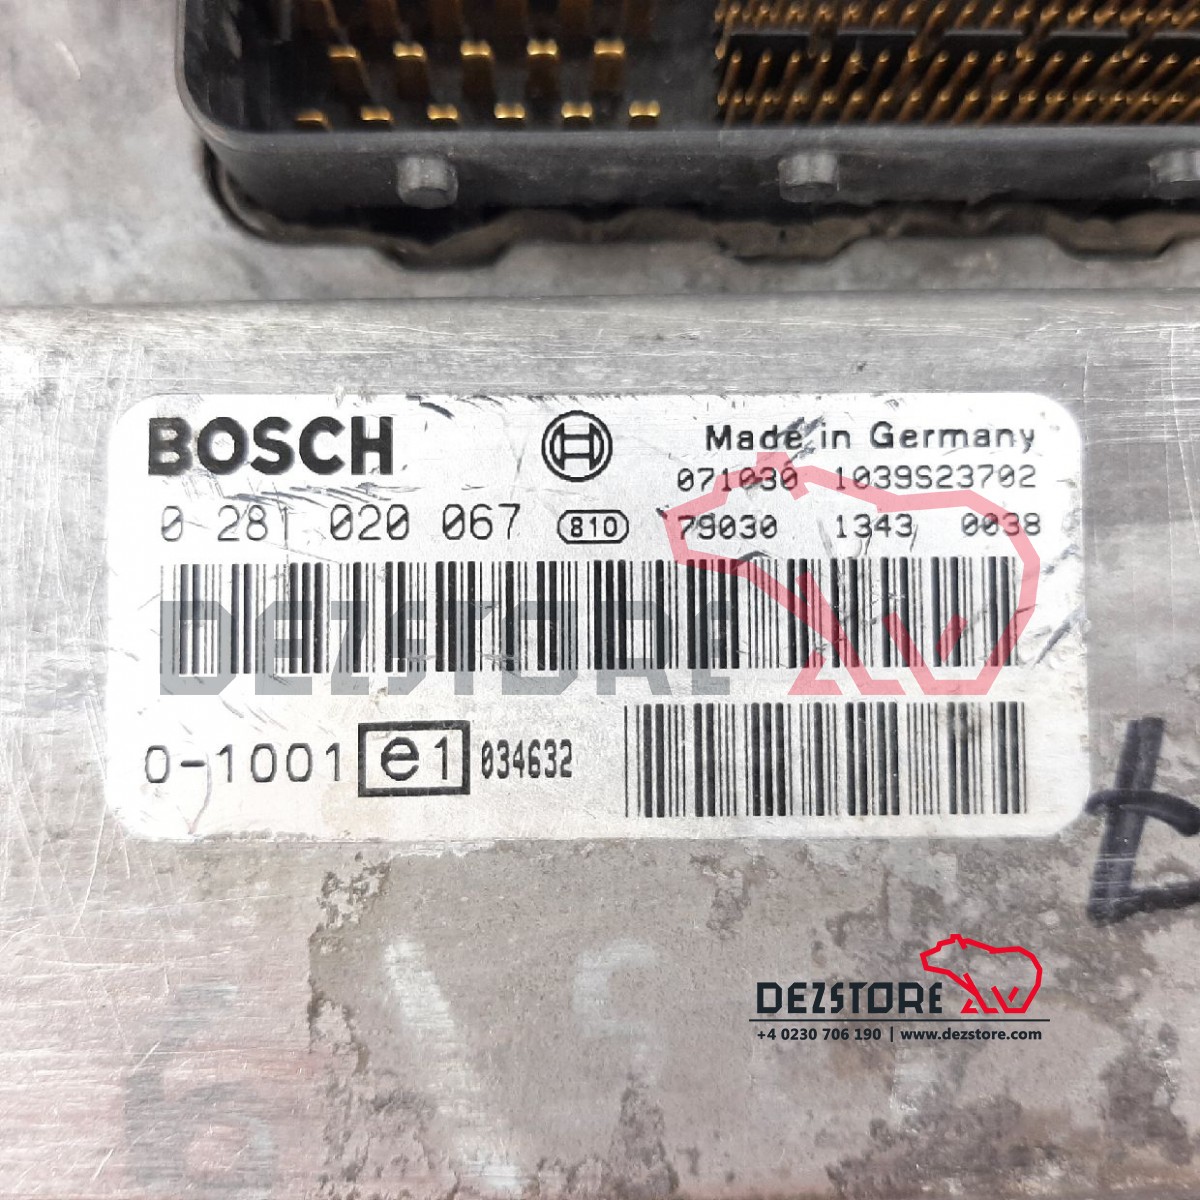 BOSCH
Made in Germany
071030 1039S23702
0 281 020 067 810 79030 1343 0038
DEZSTORE
0-1001 e1 034632
DEZSTORE
+4 0230 706 190 | www.dezstore.com